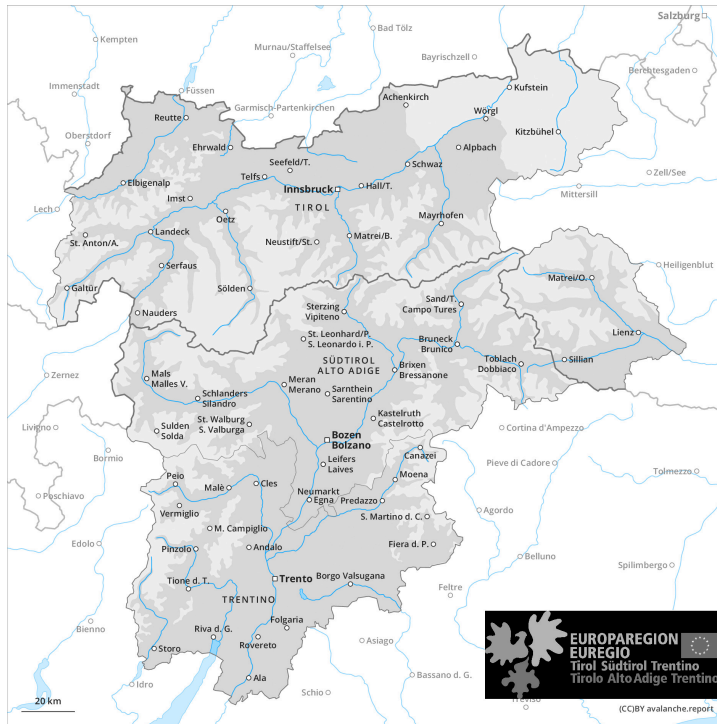 Salzburg
Kempten
Bad Tölz
Murnau/Staffelsee
Bayrischzell
Berchtesgaden
Immenstadt
Füssen
Garmisch-Partenkirchen
Achenkirch
Kufstein
Reutte
Wörgl
Kitzbühel
Oberstdorf
Ehrwald
Seefeld/T.
Alpbach
Schwaz
Telfs
Zell/See
Elbigenalp
Innsbruck
Hall/T.
Mittersill
Imst
TIROL
Lech
Oetz
Mayrhofen
Landeck
Matrei/B.
St. Anton/A.
Neustift/St.
Serfaus
Heiligenblut
Matrei/O.
Galtür
Sölden
Sand/T.
Campo Tures
Nauders
Sterzing
Vipiteno
Lienz
St. Leonhard/P.
S. Leonardo i. P.
Bruneck
Brunico
SÜDTIROL
ALTO ADIGE
Toblach
Dobbiaco
Sillian
Brixen
Bressanone
Zernez
Mals
Malles V.
Meran
Merano
Sarnthein
Sarentino
Schlanders
Silandro
Kastelruth
Castelrotto
Livigno
Sulden
Solda
St. Walburg
S. Valburga
Cortina d'Ampezzo
Bozen
Bolzano
Bormio
Canazei
Pieve di Cadore
Leifers
Laives
Tolmezzo
Peio
Moena
Malè
Cles
Neumarkt
Egna
Predazzo
Poschiavo
Vermiglio
S. Martino d. C.
Agordo
M. Campiglio
Edolo
Pinzolo
Andalo
Fiera d. P.
Belluno
Spilimbergo
Tione d. T.
Trento
Borgo Valsugana
Feltre
TRENTINO
Folgaria
Bienno
Riva d. G.
Rovereto
Asiago
Storo
Ala
Bassano d. G.
Idro
Schio
Treviso
EUROPAREGION
EUREGIO
Tirol Südtirol Trentino
Tirolo Alto Adige Trentino
20 km
(CC)BY avalanche.report